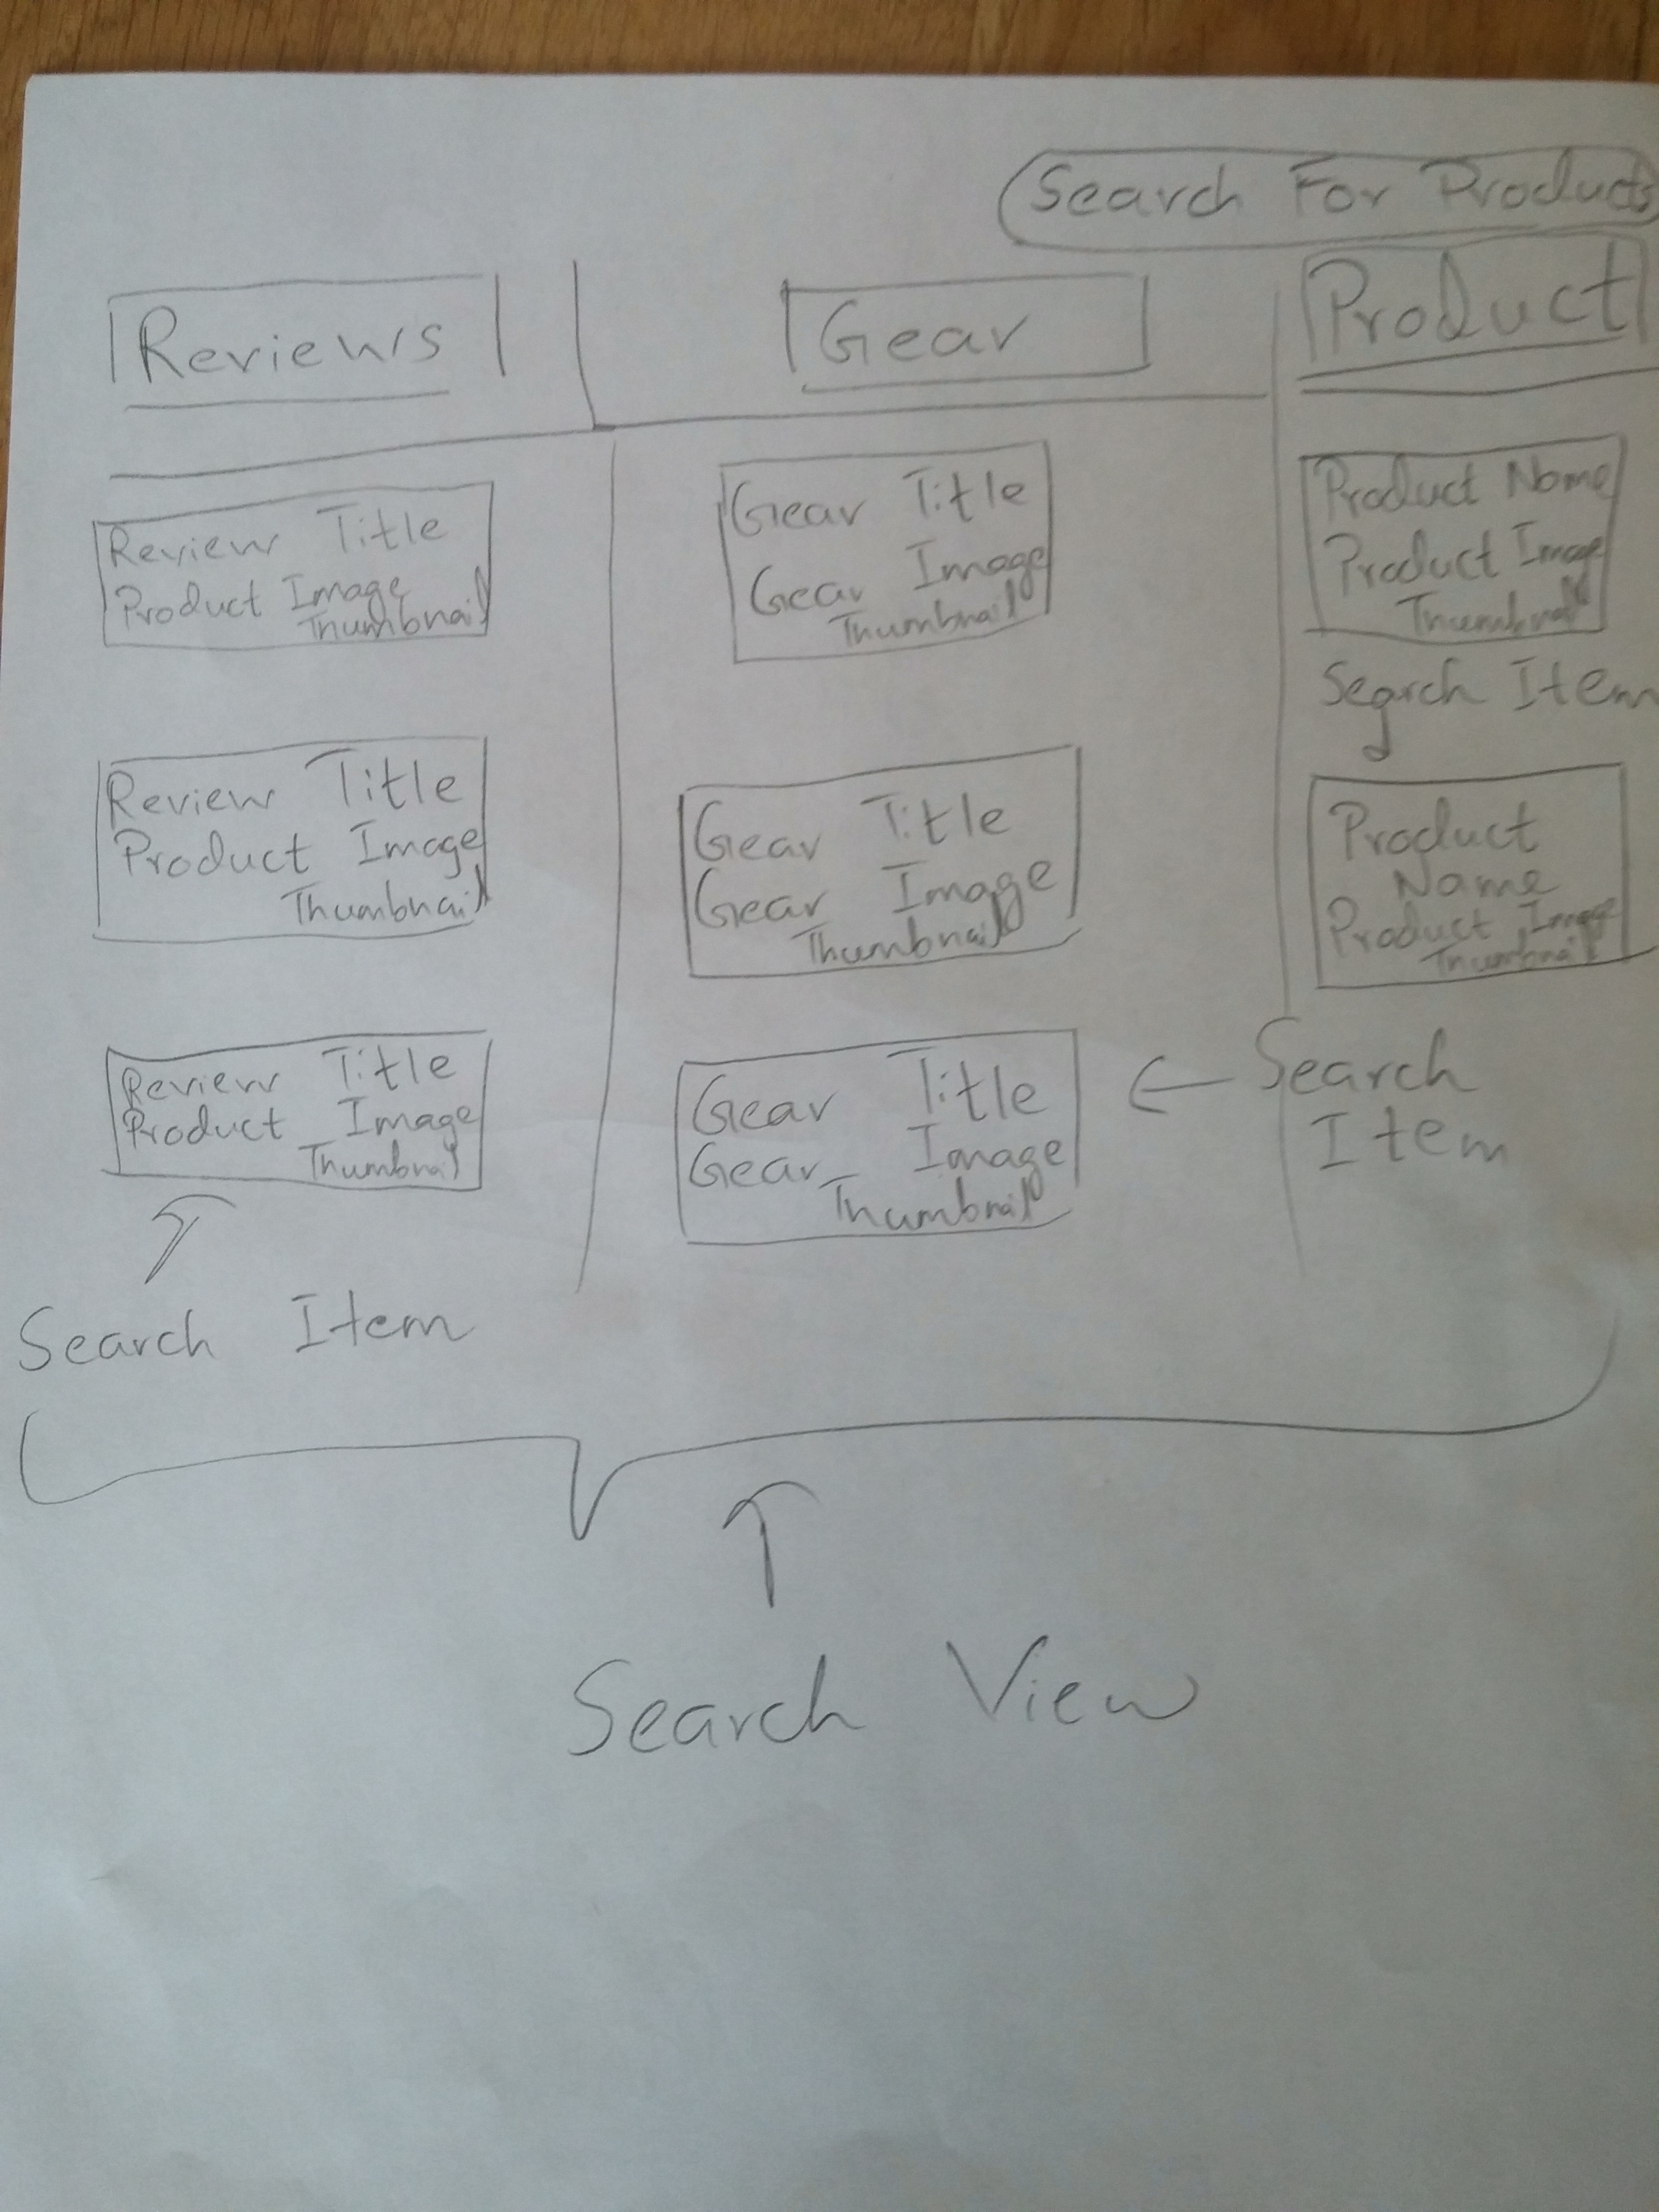 Search For Products
Reviews
Gear
Product
Review Title
Product Image
Thumbnail
Review Title
Product Image
Thumbnail
Review Title
Product Image
Thumbnail
Search Item
Gear Title
Gear Image
Thumbnail
Gear Title
Gear Image
Thumbnail
Gear Title
Gear Image
Thumbnail
Product Name
Product Image
Thumbnail
Search Item
Product
Name
Product Image
Thumbnail
Search
Item
Search View